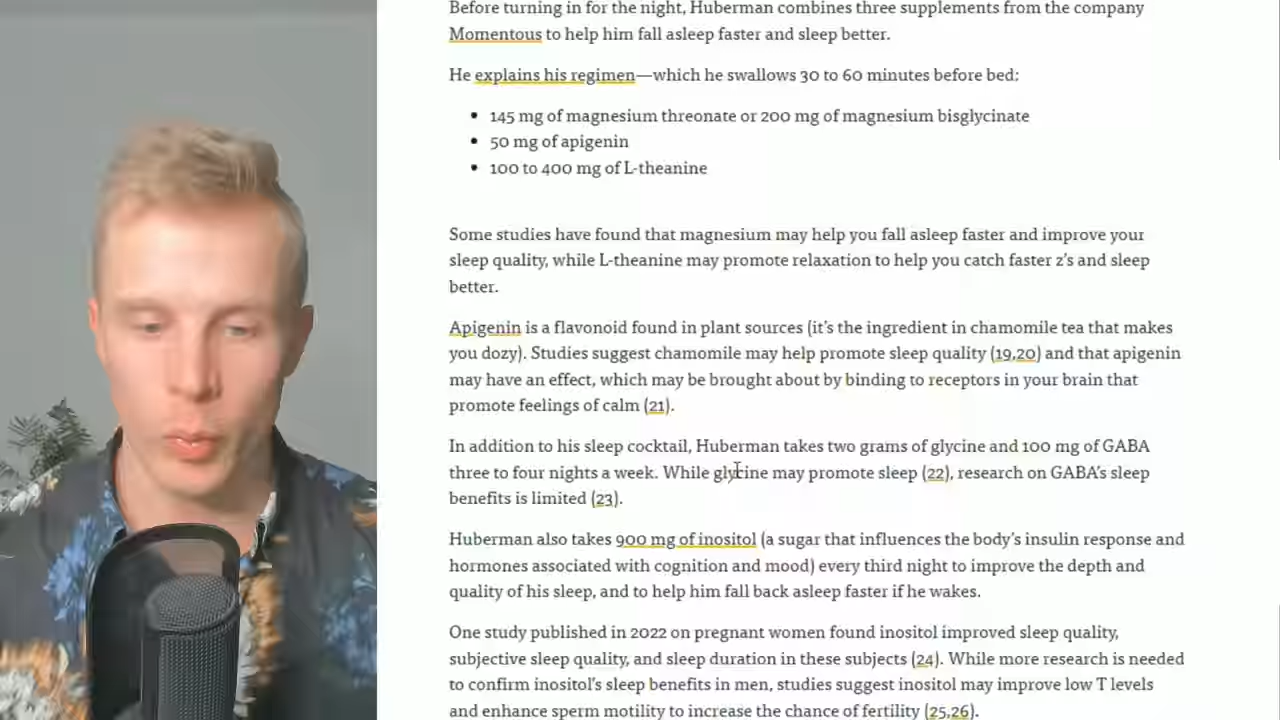 Before turning in for the night, Huberman combines three supplements from the company
Momentous to help him fall asleep faster and sleep better.
He explains his regimen—which he swallows 30 to 60 minutes before bed:
• 145 mg of magnesium threonate or 200 mg of magnesium bisglycinate
• 50 mg of apigenin
• 100 to 400 mg of L-theanine
Some studies have found that magnesium may help you fall asleep faster and improve your
sleep quality, while L-theanine may promote relaxation to help you catch faster z’s and sleep
better.
Apigenin is a flavonoid found in plant sources (it’s the ingredient in chamomile tea that makes
you dozy). Studies suggest chamomile may help promote sleep quality (19,20) and that apigenin
may have an effect, which may be brought about by binding to receptors in your brain that
promote feelings of calm (21).
In addition to his sleep cocktail, Huberman takes two grams of glycine and 100 mg of GABA
three to four nights a week. While glycine may promote sleep (22), research on GABA’s sleep
benefits is limited (23).
Huberman also takes 900 mg of inositol (a sugar that influences the body’s insulin response and
hormones associated with cognition and mood) every third night to improve the depth and
quality of his sleep, and to help him fall back asleep faster if he wakes.
One study published in 2022 on pregnant women found inositol improved sleep quality,
subjective sleep quality, and sleep duration in these subjects (24). While more research is needed
to confirm inositol’s sleep benefits in men, studies suggest inositol may improve low T levels
and enhance sperm motility to increase the chance of fertility (25,26).